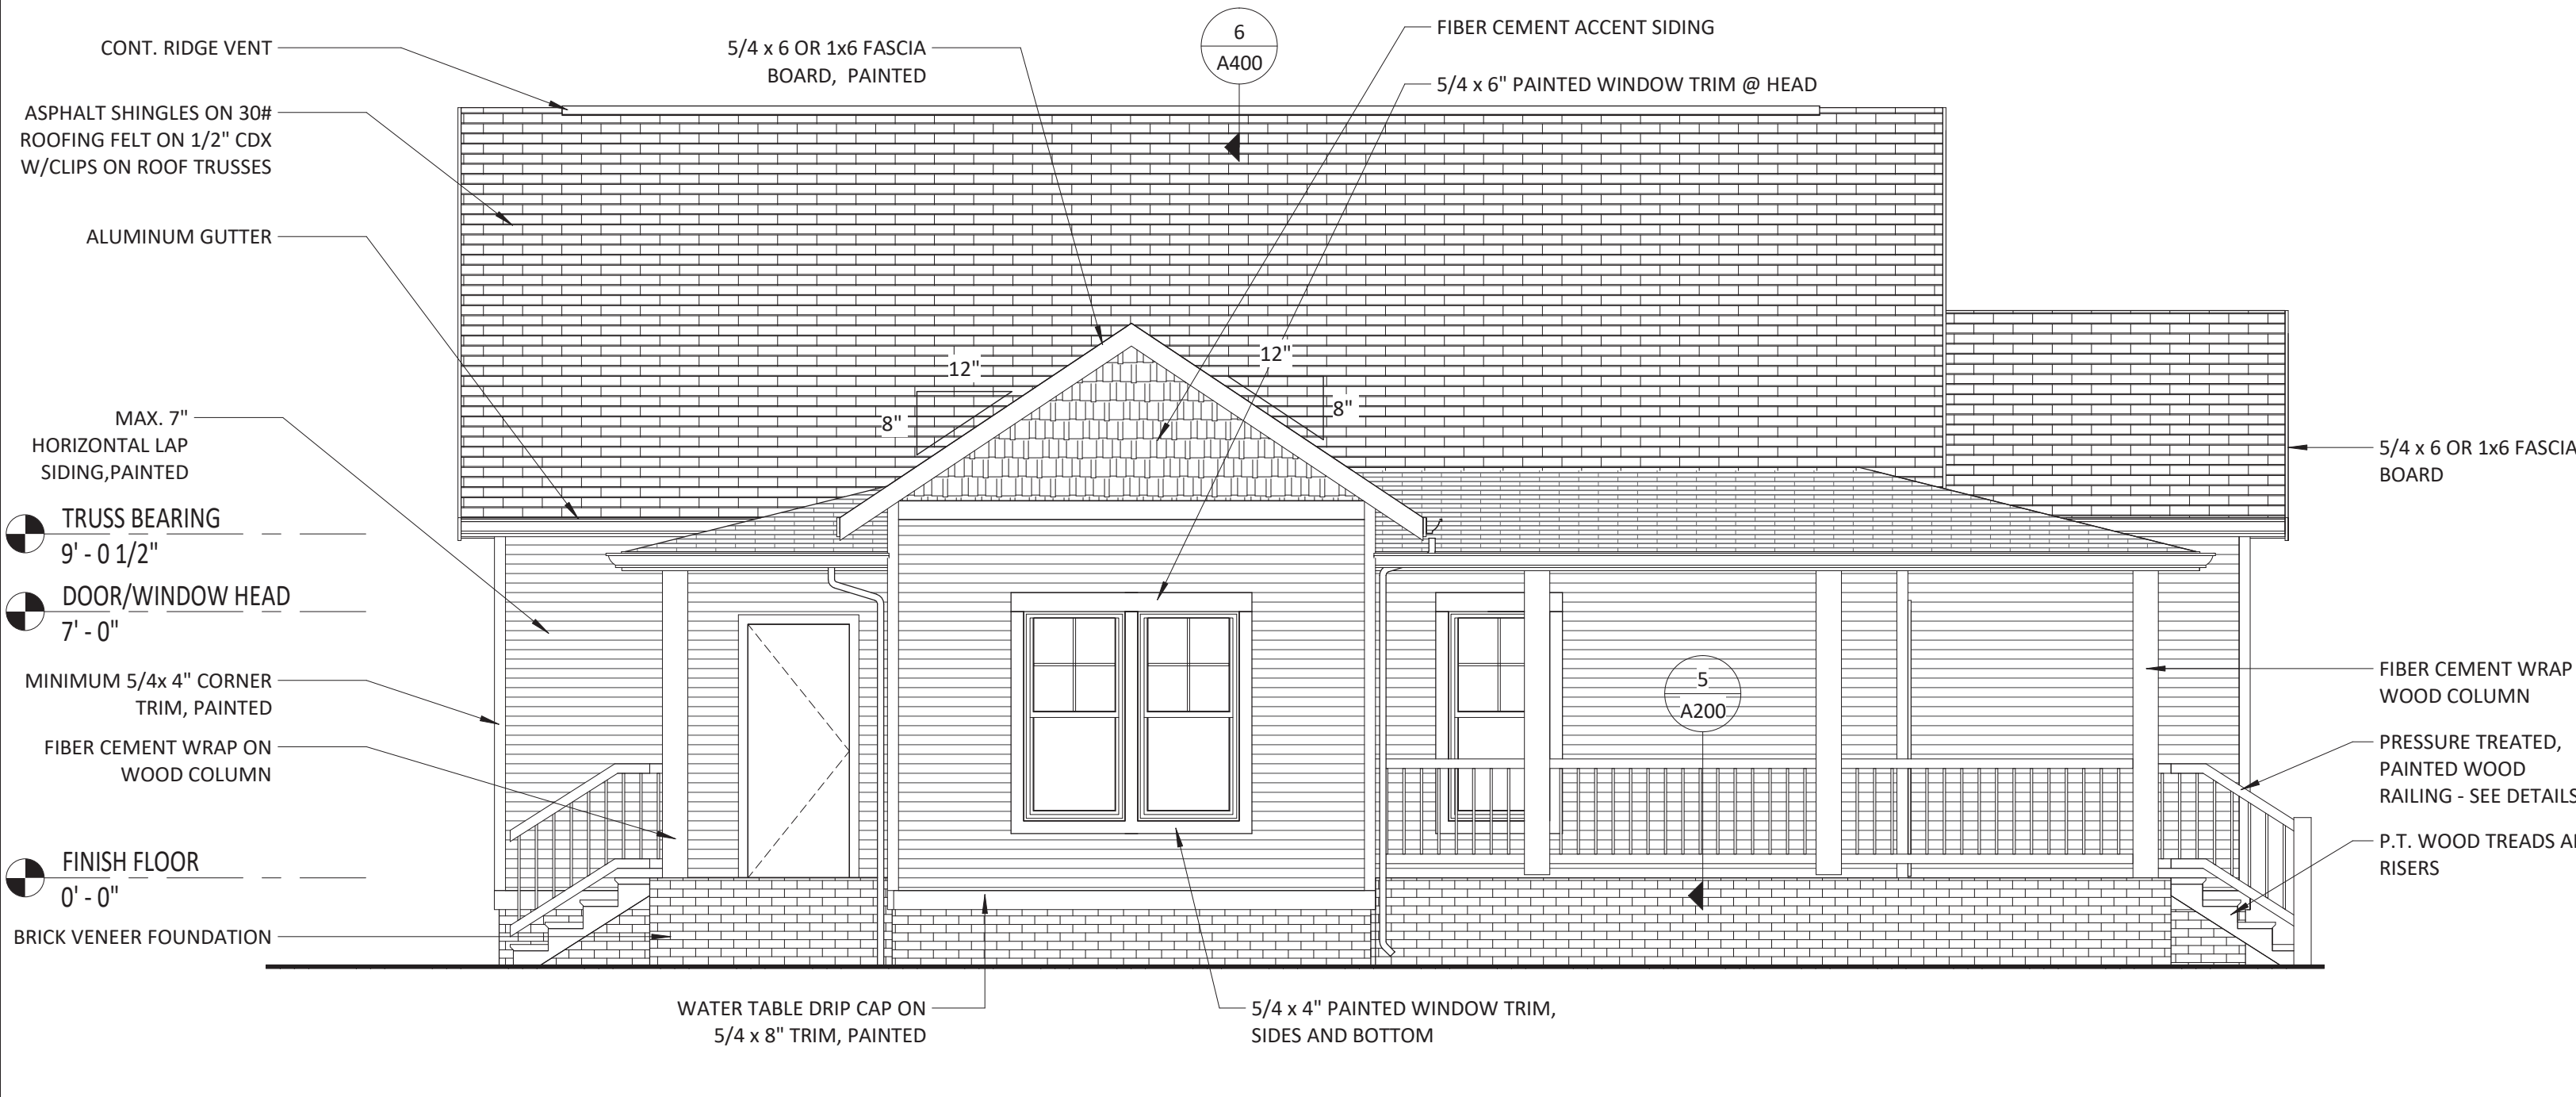 CONT. RIDGE VENT
ASPHALT SHINGLES ON 30#
ROOFING FELT ON 1/2" CDX
W/CLIPS ON ROOF TRUSSES
ALUMINUM GUTTER
MAX. 7"
HORIZONTAL LAP
SIDING,PAINTED
TRUSS BEARING
9' - 0 1/2"
DOOR/WINDOW HEAD
7' - 0"
MINIMUM 5/4x 4" CORNER
TRIM, PAINTED
FIBER CEMENT WRAP ON
WOOD COLUMN
FINISH FLOOR
0' - 0"
BRICK VENEER FOUNDATION
5/4 x 6 OR 1x6 FASCIA
BOARD, PAINTED
6
A400
FIBER CEMENT ACCENT SIDING
5/4 x 6" PAINTED WINDOW TRIM @ HEAD
12"
8"
12"
8"
5
A200
WATER TABLE DRIP CAP ON
5/4 x 8" TRIM, PAINTED
5/4 x 4" PAINTED WINDOW TRIM,
SIDES AND BOTTOM
5/4 x 6 OR 1x6 FASCIA
BOARD
FIBER CEMENT WRAP
WOOD COLUMN
PRESSURE TREATED,
PAINTED WOOD
RAILING - SEE DETAILS
P.T. WOOD TREADS
RISERS